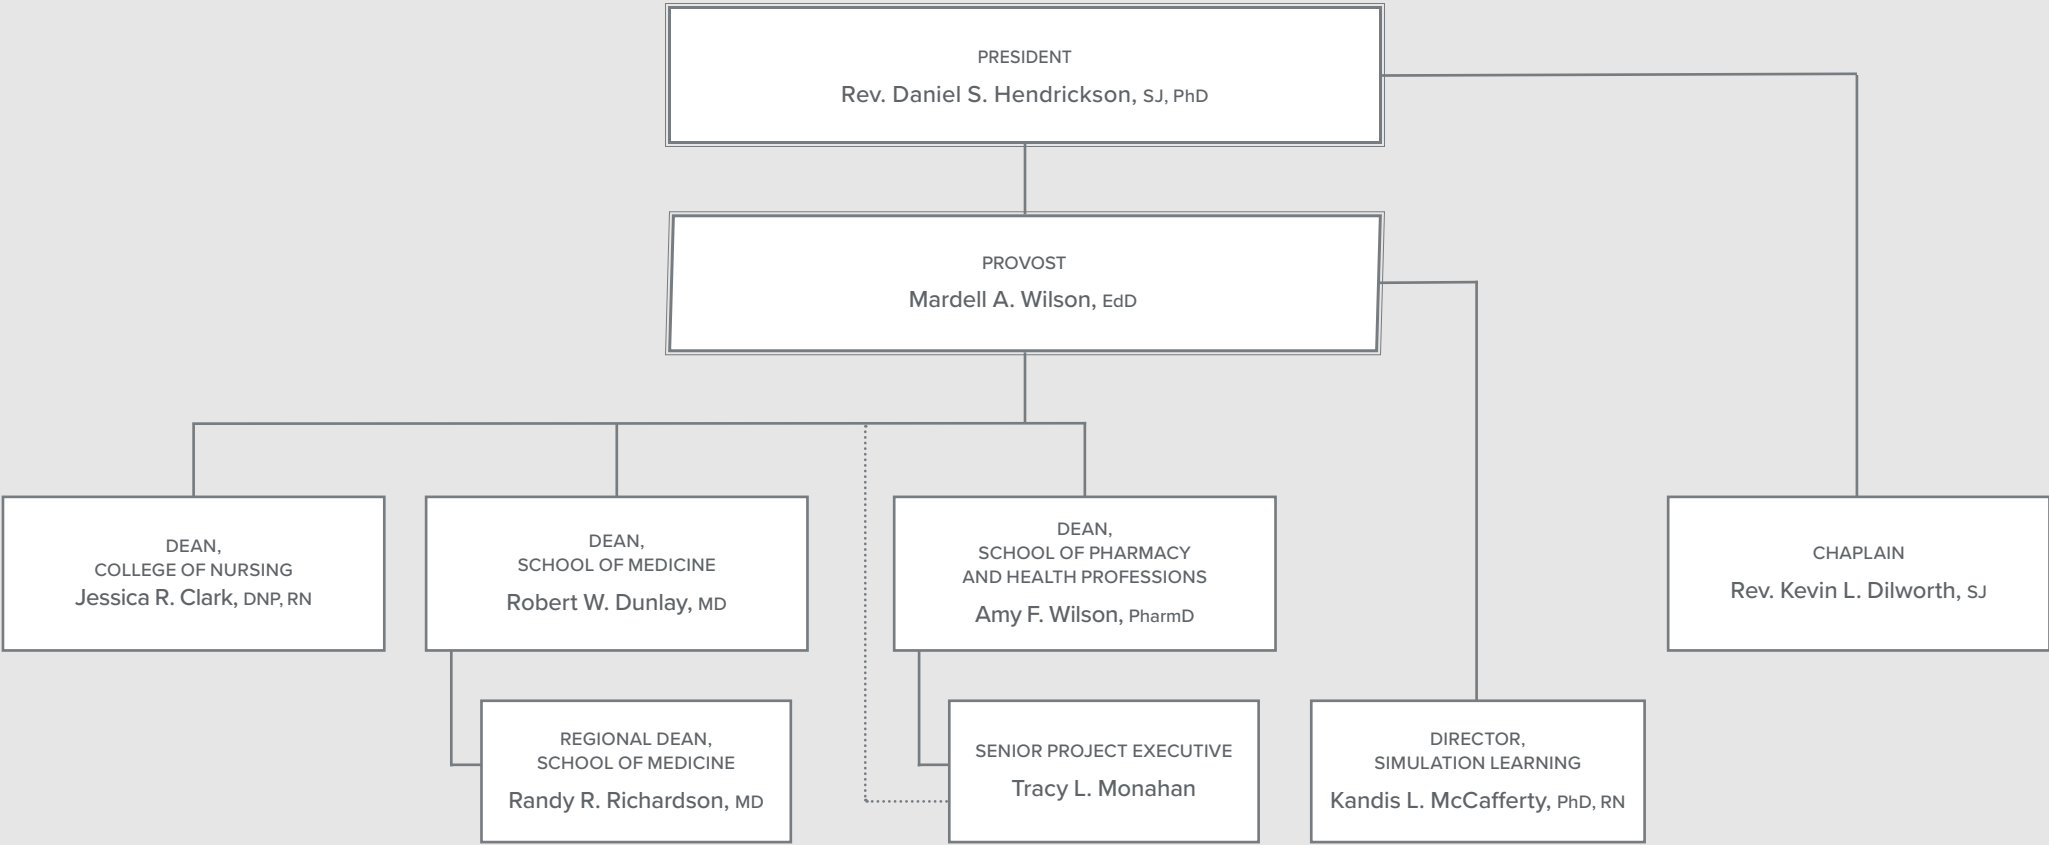 PRESIDENT
Rev. Daniel S. Hendrickson, SJ, PhD
PROVOST
Mardell A. Wilson, EdD
DEAN,
COLLEGE OF NURSING
Jessica R. Clark, DNP, RN
DEAN,
SCHOOL OF MEDICINE
Robert W. Dunlay, MD
DEAN,
SCHOOL OF PHARMACY
AND HEALTH PROFESSIONS
Amy F. Wilson, PharmD
CHAPLAIN
Rev. Kevin L. Dilworth, SJ
REGIONAL DEAN,
SCHOOL OF MEDICINE
Randy R. Richardson, MD
SENIOR PROJECT EXECUTIVE
Tracy L. Monahan
DIRECTOR,
SIMULATION LEARNING
Kandis L. McCafferty, PhD, RN